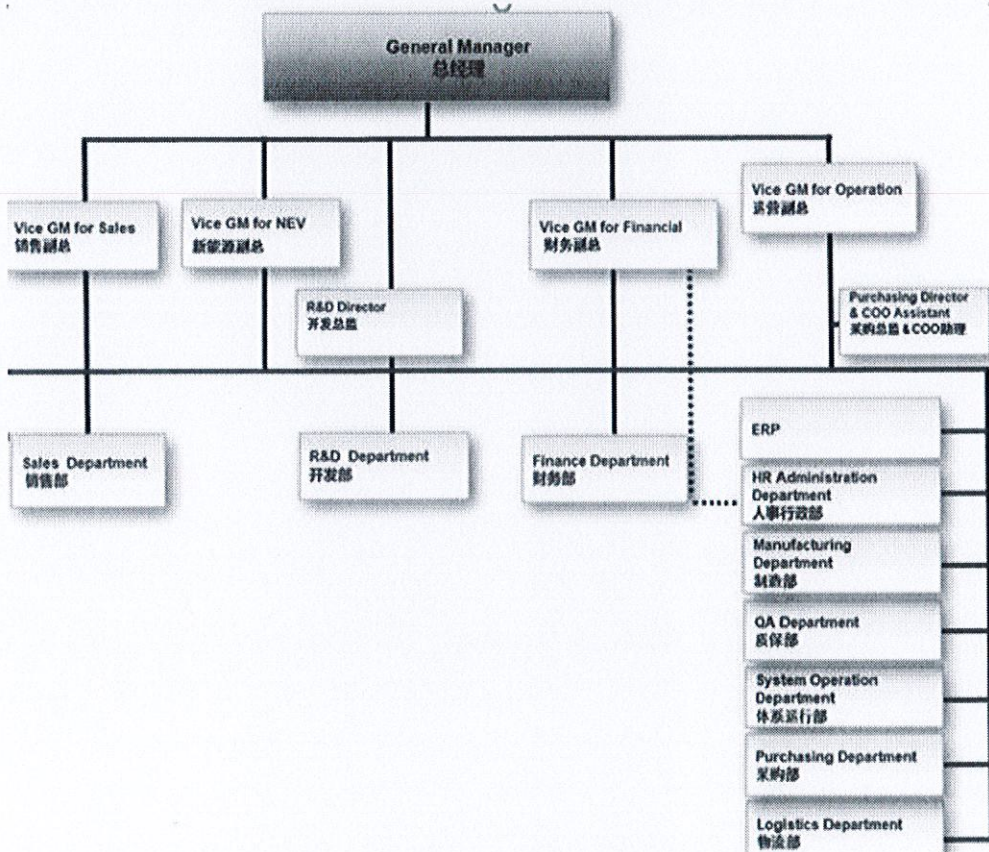 General Manager
总经理
Vice GM for Sales
销售副总
Vice GM for NEV
新能源副总
Vice GM for Financial
财务副总
Vice GM for Operation
运营副总
R&D Director
开发总监
Purchasing Director
& COO Assistant
采购总监&COO助理
Sales Department
销售部
R&D Department
开发部
Finance Department
财务部
ERP
HR Administration
Department
人事行政部
Manufacturing
Department
制造部
QA Department
质保部
System Operation
Department
体系运行部
Purchasing Department
采购部
Logistics Department
物流部